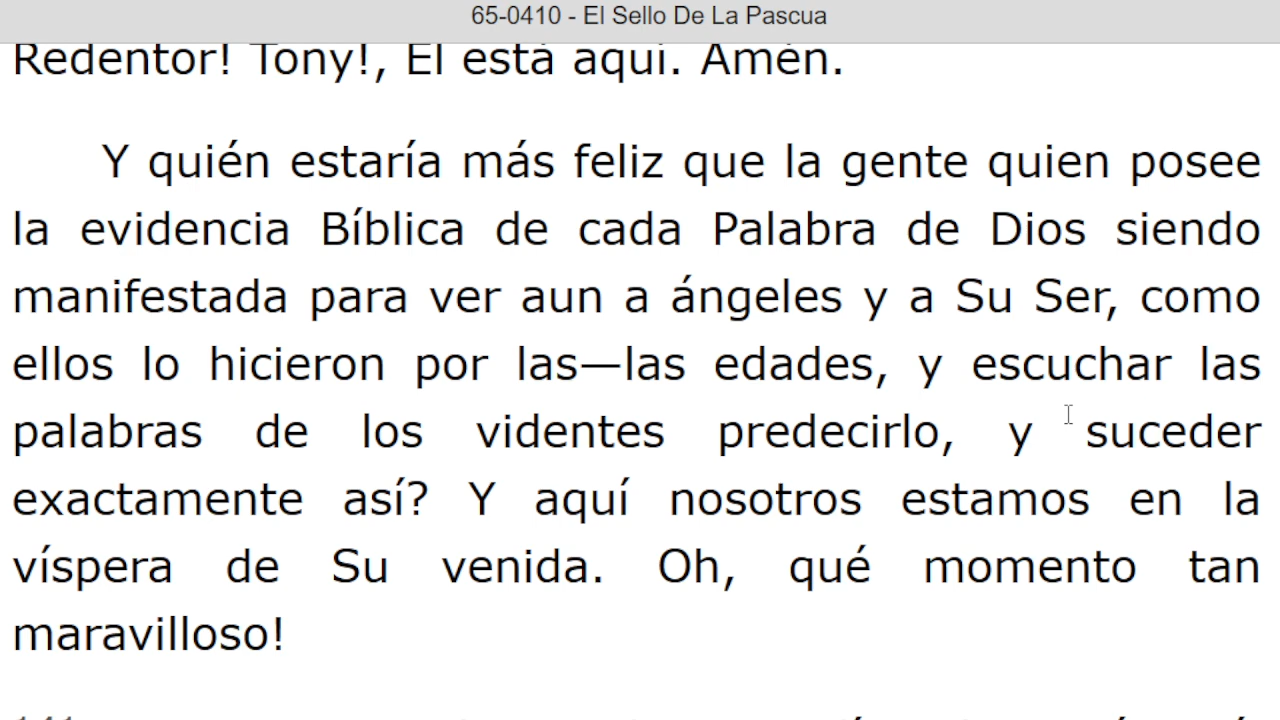 65-0410 - El Sello De La Pascua
Redentor! Tony!, Él está aquí. Amén.
Y quién estaría más feliz que la gente quien posee
la evidencia Bíblica de cada Palabra de Dios siendo
manifestada para ver aun a ángeles y a Su Ser, como
ellos lo hicieron por las—las edades, y escuchar las
palabras de los videntes predecirlo, y suceder
exactamente así? Y aquí nosotros estamos en la
víspera de Su venida. Oh, qué momento tan
maravilloso!